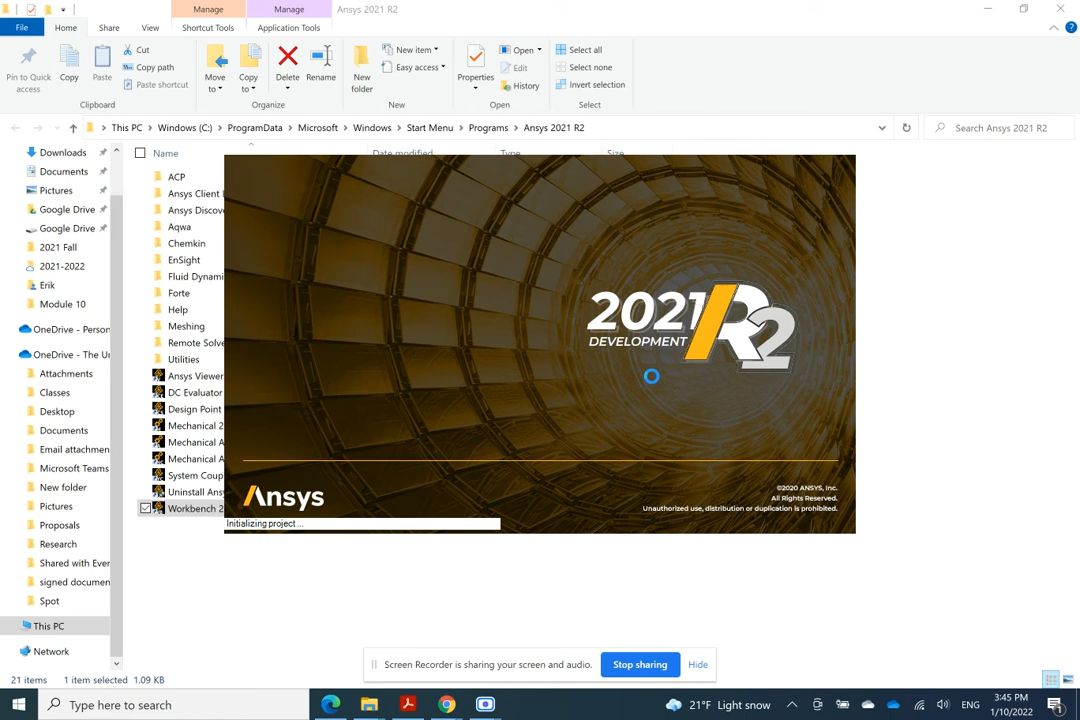 Manage
Manage
Ansys 2021 R2
File
Home
Share
View
Shortcut Tools
Application Tools
Pin to Quick access
Copy
Paste
Cut
Copy path
Paste shortcut
Clipboard
Move to
Copy to
Delete
Rename
Organize
New folder
New item
Easy access
New
Properties
Open
Edit
History
Open
Select all
Select none
Invert selection
Select
This PC > Windows (C:) > ProgramData > Microsoft > Windows > Start Menu > Programs > Ansys 2021 R2
Search Ansys 2021 R2
Downloads
Documents
Pictures
Google Drive
Google Drive
2021 Fall
2021-2022
Erik
Module 10
OneDrive - Person
OneDrive - The Un
Attachments
Classes
Desktop
Documents
Email attachmen
Microsoft Teams
New folder
Pictures
Proposals
Research
Shared with Ever
signed documen
Spot
This PC
Network
Name
Date modified
Type
Size
ACP
Ansys Client
Ansys Discov
Aqwa
Chemkin
EnSight
Fluid Dynami
Forte
Help
Meshing
Remote Solve
Utilities
Ansys Viewer
DC Evaluator
Design Point
Mechanical 2
Mechanical A
Mechanical A
System Coup
Uninstall Ans
Workbench 2
2021 R2
DEVELOPMENT
Ansys
©2020 ANSYS, Inc.
All Rights Reserved.
Unauthorized use, distribution or duplication is prohibited.
Initializing project ...
Screen Recorder is sharing your screen and audio.
Stop sharing
Hide
21 items
1 item selected 1.09 KB
Type here to search
21°F Light snow
ENG
3:45 PM
1/10/2022
1